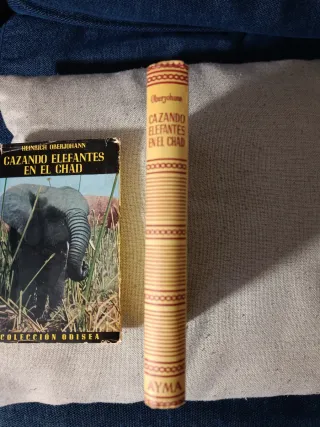 HEINRICH OBERJOHANN
CAZANDO ELEFANTES
EN EL CHAD
COLECCION ODISEA
Oberjohann
CAZANDO
ELEFANTES
EN EL CHAD
AYMA